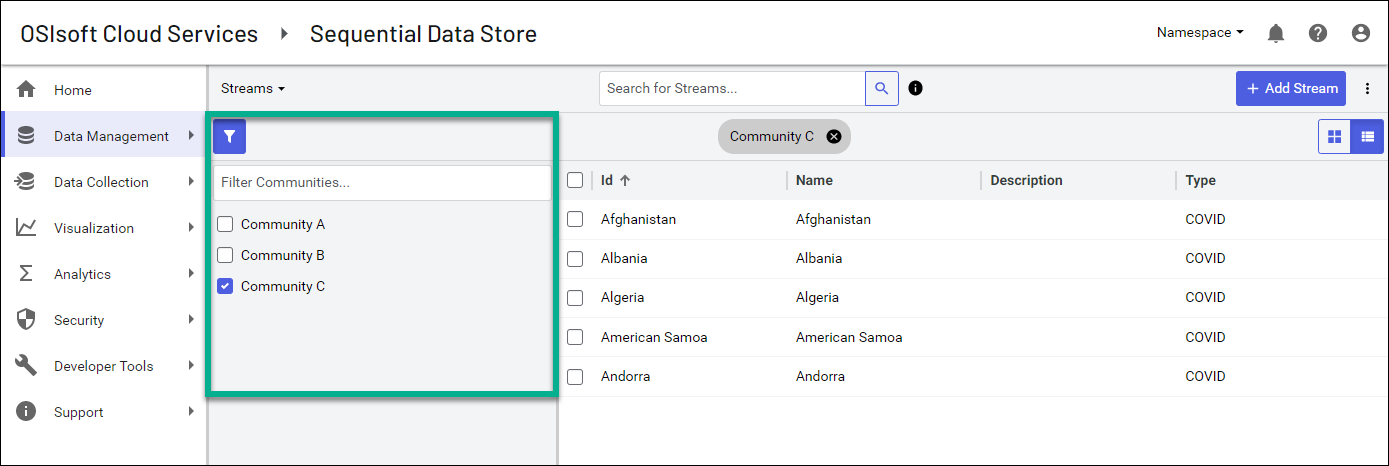 OSIsoft Cloud Services Sequential Data Store Namespace
Home
Data Management
Data Collection
Visualization
Analytics
Security
Developer Tools
Support
Streams Search for Streams... + Add Stream
Community C
Filter Communities...
Community A
Community B
Community C
Id Name Description Type
Afghanistan Afghanistan COVID
Albania Albania COVID
Algeria Algeria COVID
American Samoa American Samoa COVID
Andorra Andorra COVID